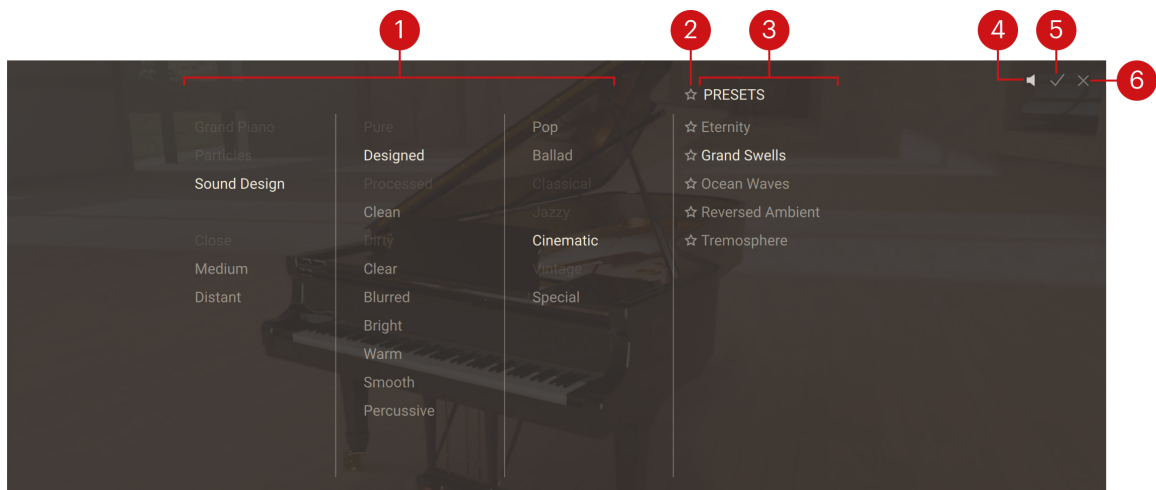 1
2
3
4
5
6
PRESETS
Grand Piano
Particles
Sound Design
Close
Medium
Distant
Pure
Designed
Processed
Clean
Dirty
Clear
Blurred
Bright
Warm
Smooth
Percussive
Pop
Ballad
Classical
Jazzy
Cinematic
Vintage
Special
Eternity
Grand Swells
Ocean Waves
Reversed Ambient
Tremosphere